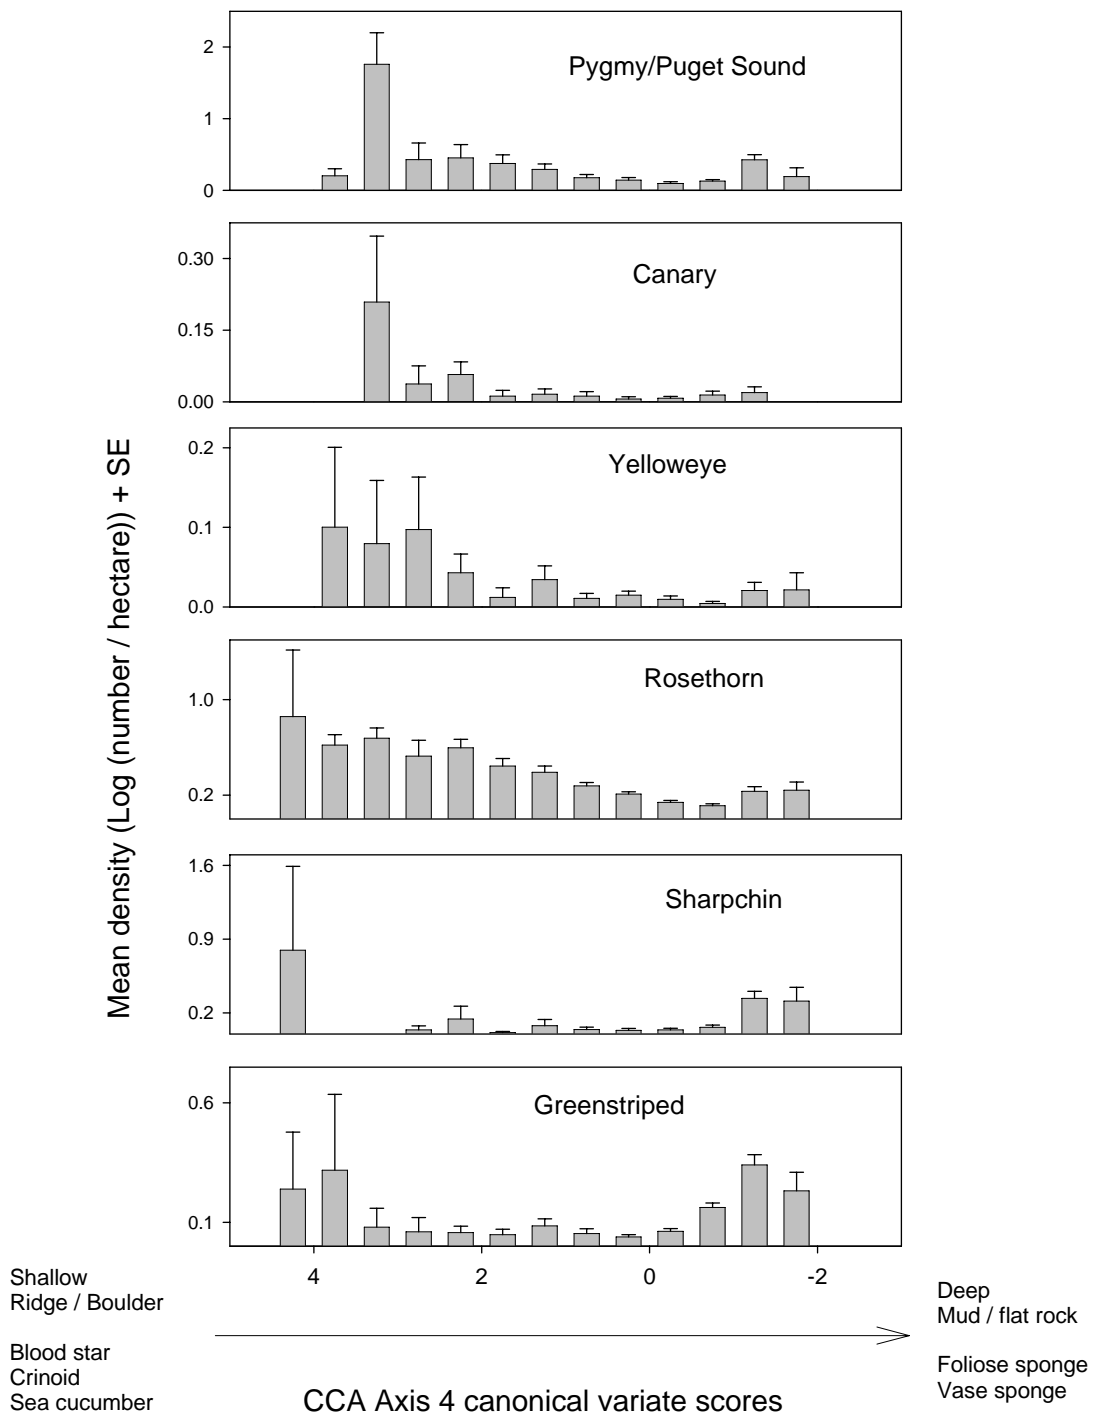 Mean density (Log (number / hectare)) + SE
Pygmy/Puget Sound
2
1
0
Canary
0.30
0.15
0.00
Yelloweye
0.2
0.1
0.0
Rosethorn
1.0
0.2
Sharpchin
1.6
0.9
0.2
Greenstriped
0.6
0.1
4 2 0 -2
Shallow
Ridge / Boulder
Blood star
Crinoid
Sea cucumber
Deep
Mud / flat rock
Foliose sponge
Vase sponge
CCA Axis 4 canonical variate scores